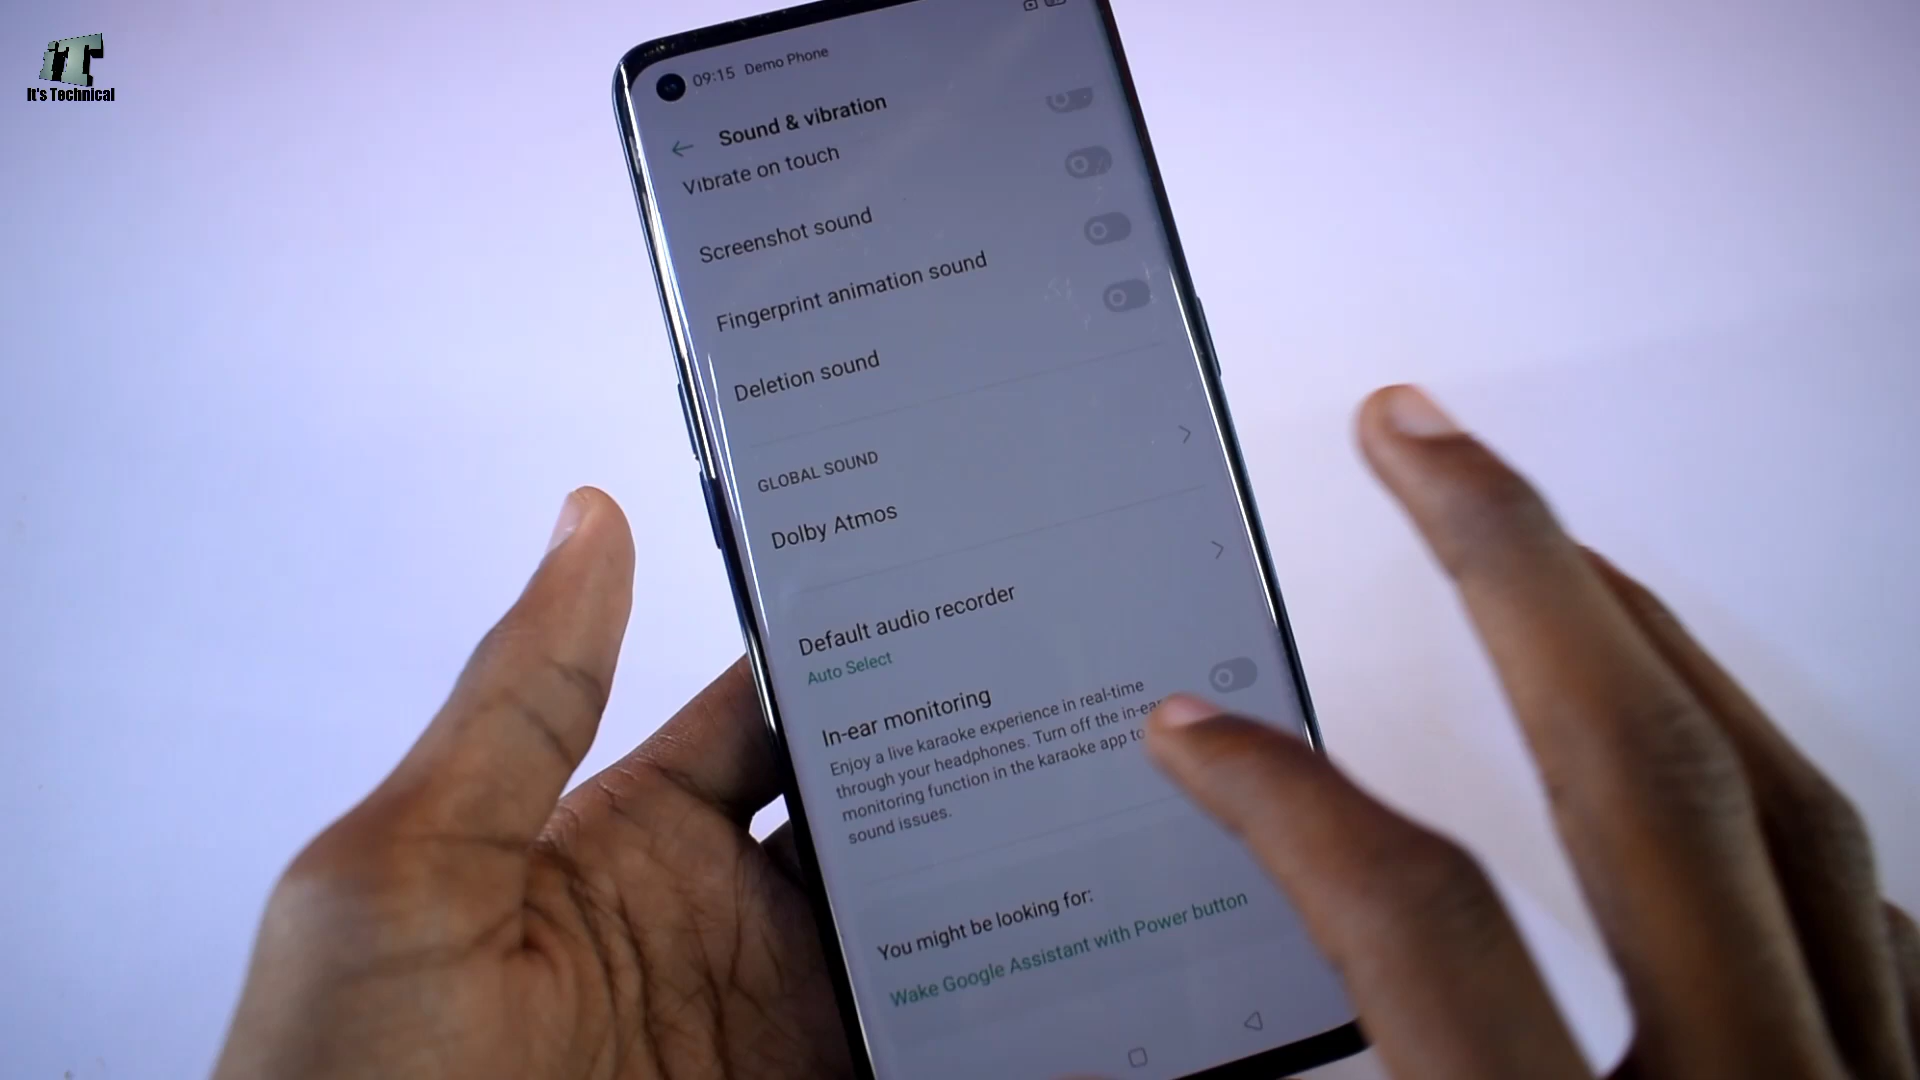 iT
It's Technical
09:15 Demo Phone
Sound & vibration
Vibrate on touch
Screenshot sound
Fingerprint animation sound
Deletion sound
GLOBAL SOUND
Dolby Atmos
Default audio recorder
Auto Select
In-ear monitoring
Enjoy a live karaoke experience in real-time
through your headphones. Turn off the in-ear
monitoring function in the karaoke app to
sound issues.
You might be looking for:
Wake Google Assistant with Power button